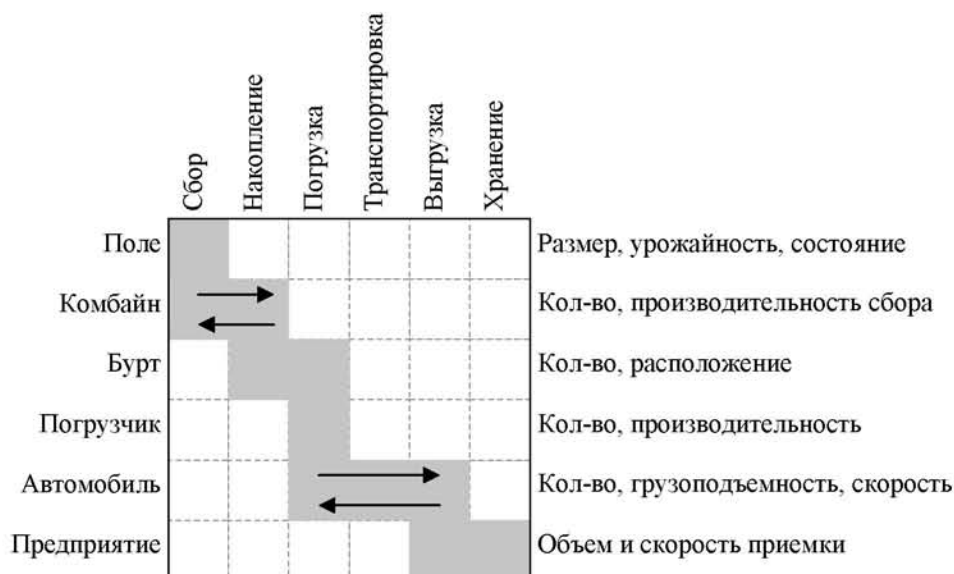 Сбор
Накопление
Погрузка
Транспортировка
Выгрузка
Хранение
Поле
Размер, урожайность, состояние
Комбайн
Кол-во, производительность сбора
Бурт
Кол-во, расположение
Погрузчик
Кол-во, производительность
Автомобиль
Кол-во, грузоподъемность, скорость
Предприятие
Объем и скорость приемки